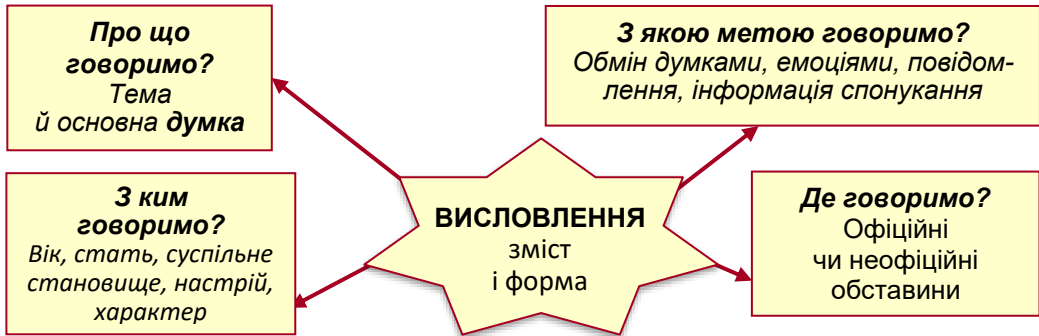 Про що
говоримо?
Тема
й основна думка
З якою метою говоримо?
Обмін думками, емоціями, повідом-
лення, інформація спонукання
З ким
говоримо?
Вік, стать, суспільне
становище, настрій,
характер
ВИСЛОВЛЕННЯ
зміст
і форма
Де говоримо?
Офіційні
чи неофіційні
обставини